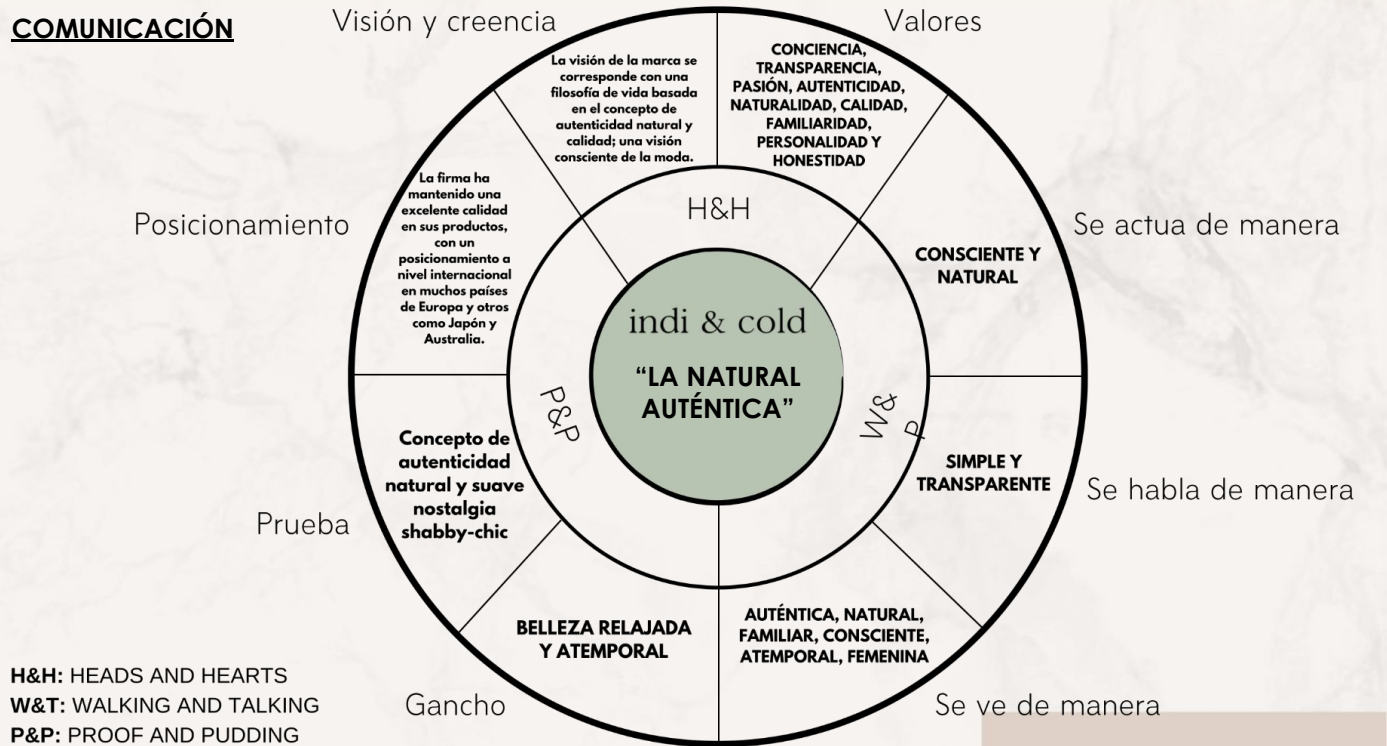 COMUNICACIÓN
Visión y creencia
Valores
La visión de la marca se
corresponde con una
filosofía de vida basada
en el concepto de
autenticidad natural y
calidad; una visión
consciente de la moda.
CONCIENCIA,
TRANSPARENCIA,
PASIÓN, AUTENTICIDAD,
NATURALIDAD, CALIDAD,
FAMILIARIDAD,
PERSONALIDAD Y
HONESTIDAD
Posicionamiento
La firma ha
mantenido una
excelente calidad
en sus productos,
con un
posicionamiento a
nivel internacional
en muchos países
de Europa y otros
como Japón y
Australia.
H&H
Se actua de manera
CONSCIENTE Y
NATURAL
indi & cold
“LA NATURAL
AUTÉNTICA”
P&P
W&
P
Prueba
Concepto de
autenticidad
natural y suave
nostalgia
shabby-chic
SIMPLE Y
TRANSPARENTE
Se habla de manera
Gancho
BELLEZA RELAJADA
Y ATEMPORAL
AUTÉNTICA, NATURAL,
FAMILIAR, CONSCIENTE,
ATEMPORAL, FEMENINA
Se ve de manera
H&H: HEADS AND HEARTS
W&T: WALKING AND TALKING
P&P: PROOF AND PUDDING